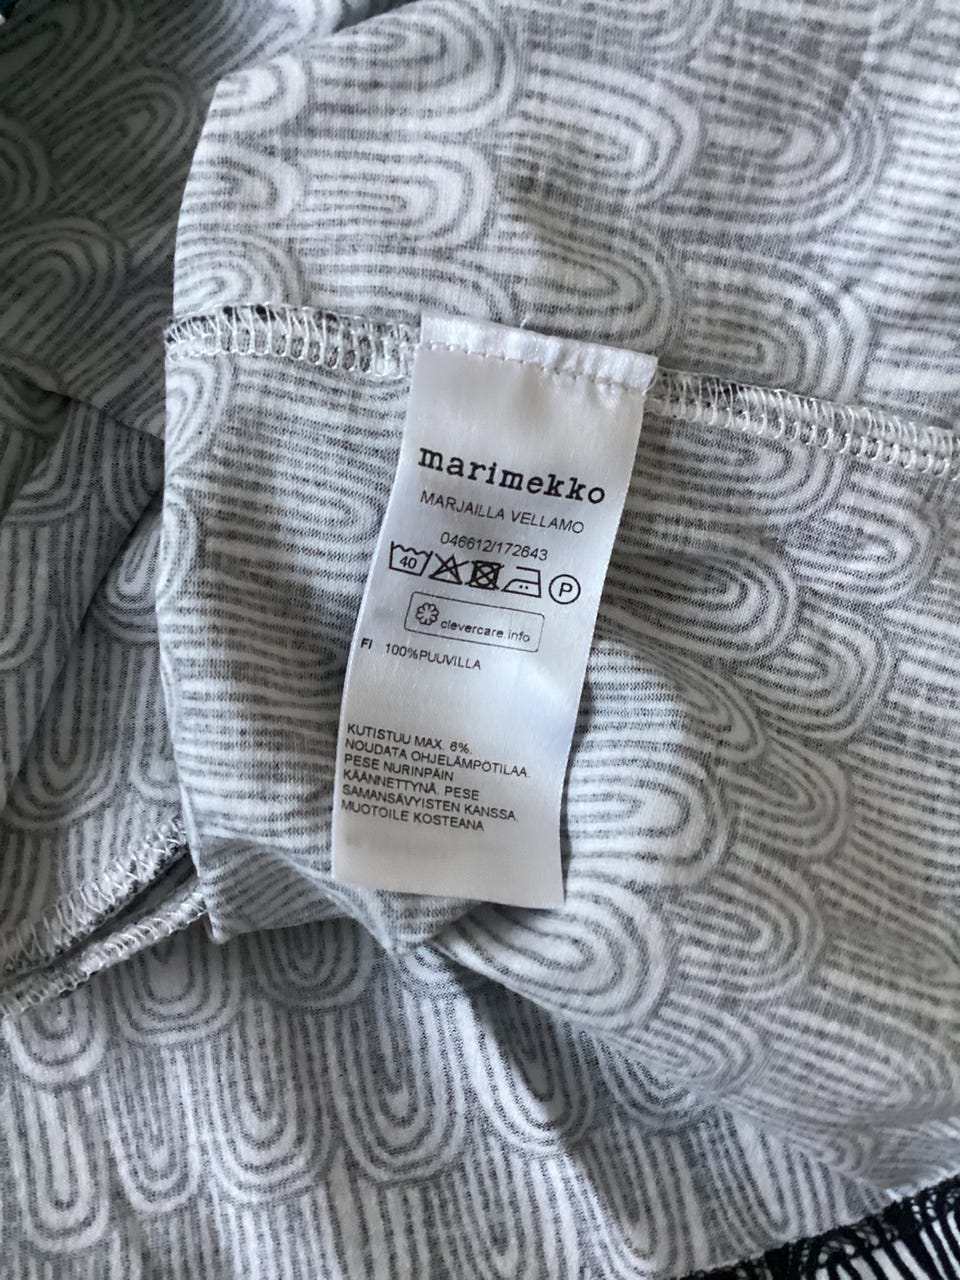 marimekko
MARJAILLA VELLAMO
046612/172643
40 P
clevercare.info
FI 100%PUUVILLA
KUTISTUU MAX. 6%.
NOUDATA OHJELÄMPÖTILAA.
PESE NURINPÄIN
KÄÄNNETTYNÄ. PESE
SAMANSÄVYISTEN KANSSA.
MUOTOILE KOSTEANA